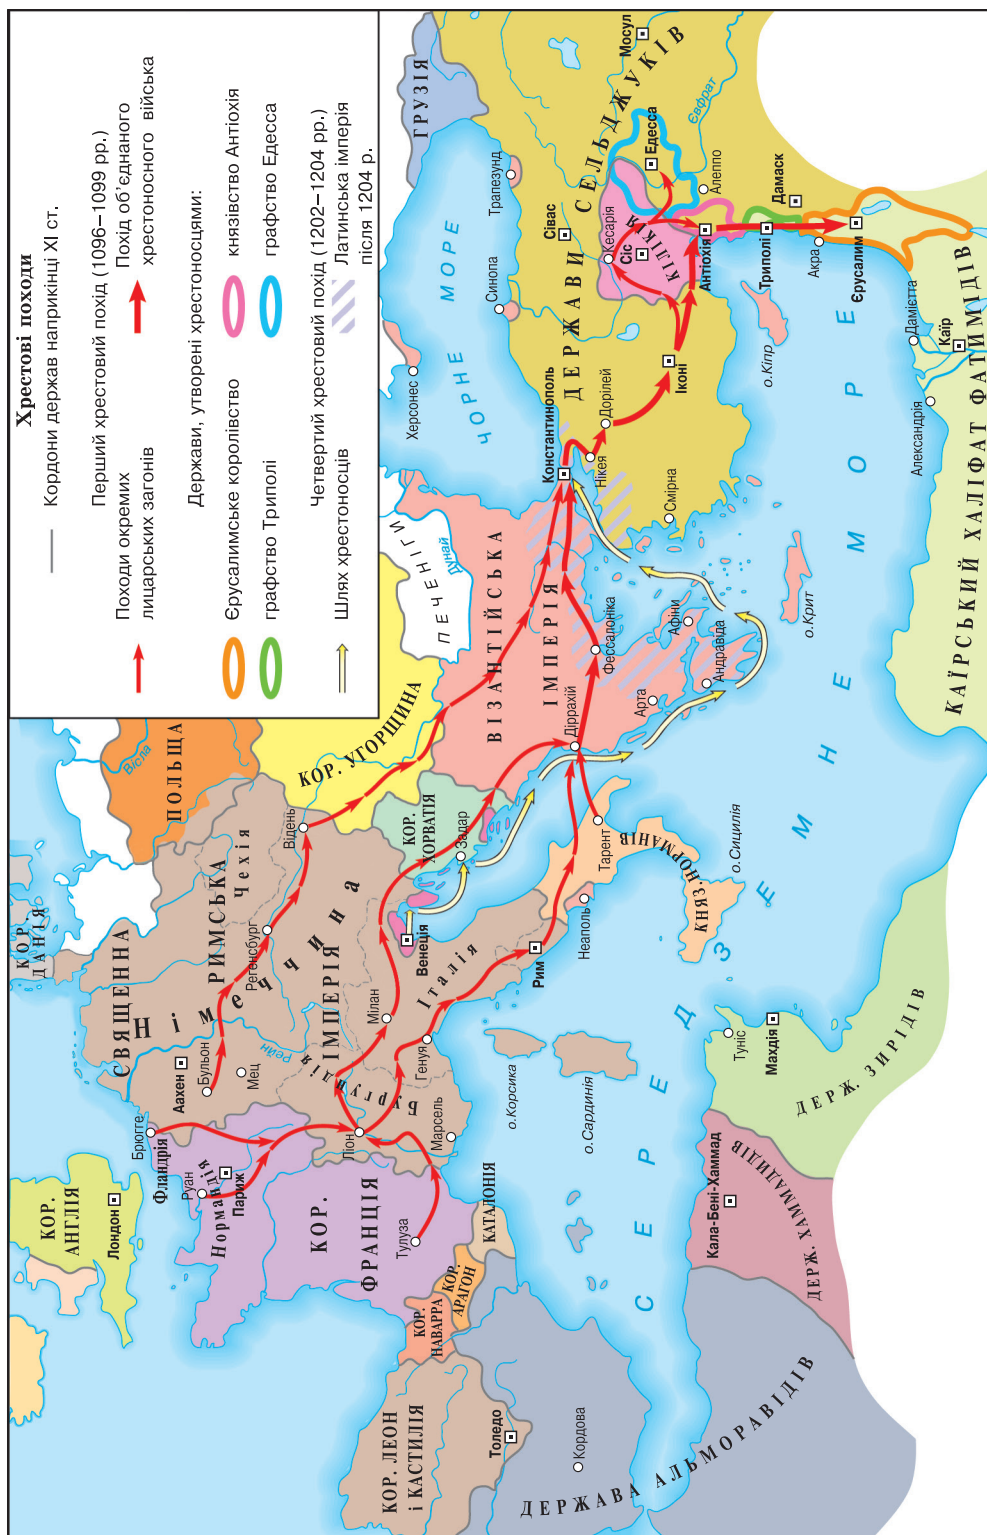 Хрестові походи
Кордони держав наприкінці XI ст.
Перший хрестовий похід (1096–1099 рр.)
Походи окремих
лицарських загонів
Похід об’єднаного
хрестоносного війська
Держави, утворені хрестоносцями:
Єрусалимське королівство
князівство Антіохія
графство Триполі
графство Едесса
Четвертий хрестовий похід (1202–1204 рр.)
Шлях хрестоносців
Латинська імперія
після 1204 р.
КОР.
АНГЛІЯ
Лондон
КОР.
ДАНІЯ
ПОЛЬЩА
Вісла
СВЯЩЕННА
РИМСЬКА
ІМПЕРІЯ
Німеччина
Чехія
Аахен
Бульон
Мец
Рейн
Регенсбург
Відень
Брюгге
Фландрія
Руан
Нормандія
Париж
КОР.
ФРАНЦІЯ
Тулуза
Ліон
Бургундія
Марсель
Мілан
Генуя
Італія
Венеція
Рим
Неаполь
Тарент
КНЯЗ. НОРМАНІВ
о.Сицилія
о.Корсика
о.Сардинія
КОР. УГОРЩИНА
КОР.
ХОРВАТІЯ
Задар
ПЕЧЕНІГИ
Дунай
ВІЗАНТІЙСЬКА
ІМПЕРІЯ
Діррахій
Фессалоніка
Арта
Афіни
Андравіда
о.Крит
Константинополь
Нікея
Дорілей
Смірна
Іконі
ЧОРНЕ МОРЕ
Херсонес
Синопа
Трапезунд
ГРУЗІЯ
ДЕРЖАВИ СЕЛЬДЖУКІВ
Сівас
Кесарія
Сіс
КІЛІКІЯ
Едесса
Мосул
Євфрат
Алеппо
Антіохія
Триполі
Дамаск
Акра
Єрусалим
о.Кіпр
Дамієтта
Каїр
Александрія
КАЇРСЬКИЙ ХАЛІФАТ ФАТИМІДІВ
СЕРЕДЗЕМНЕ МОРЕ
КОР. ЛЕОН
і КАСТИЛІЯ
Толедо
КОР.
НАВАРРА
КОР.
АРАГОН
КАТАЛОНІЯ
Кордова
ДЕРЖАВА АЛЬМОРАВІДІВ
Кала-Бені-Хаммад
ДЕРЖ. ХАММАДИДІВ
Туніс
Махдія
ДЕРЖ. ЗИРІДІВ